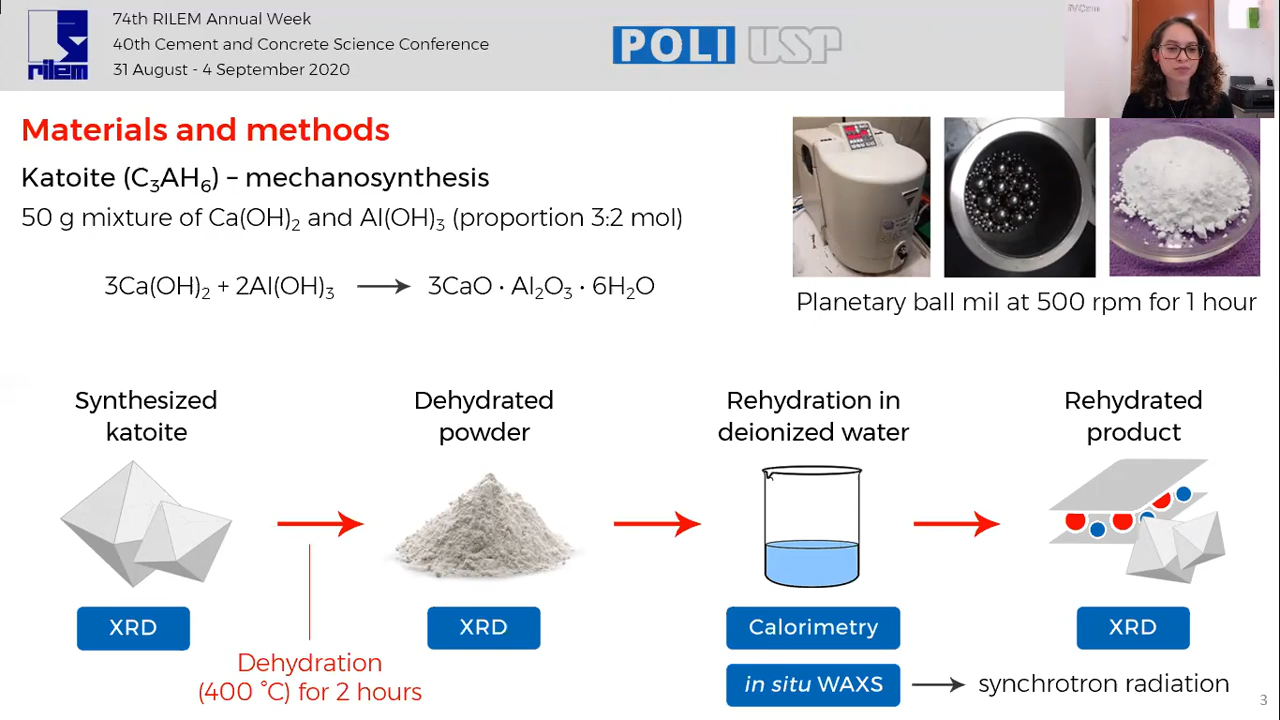 74th RILEM Annual Week
40th Cement and Concrete Science Conference
31 August - 4 September 2020
rilem
POLI USP
Materials and methods
Katoite (C₃AH₆) – mechanosynthesis
50 g mixture of Ca(OH)₂ and Al(OH)₃ (proportion 3:2 mol)
3Ca(OH)₂ + 2Al(OH)₃ ⟶ 3CaO · Al₂O₃ · 6H₂O
Planetary ball mil at 500 rpm for 1 hour
Synthesized
katoite
Dehydrated
powder
Rehydration in
deionized water
Rehydrated
product
XRD
XRD
Calorimetry
XRD
Dehydration
(400 °C) for 2 hours
in situ WAXS ⟶ synchrotron radiation
3